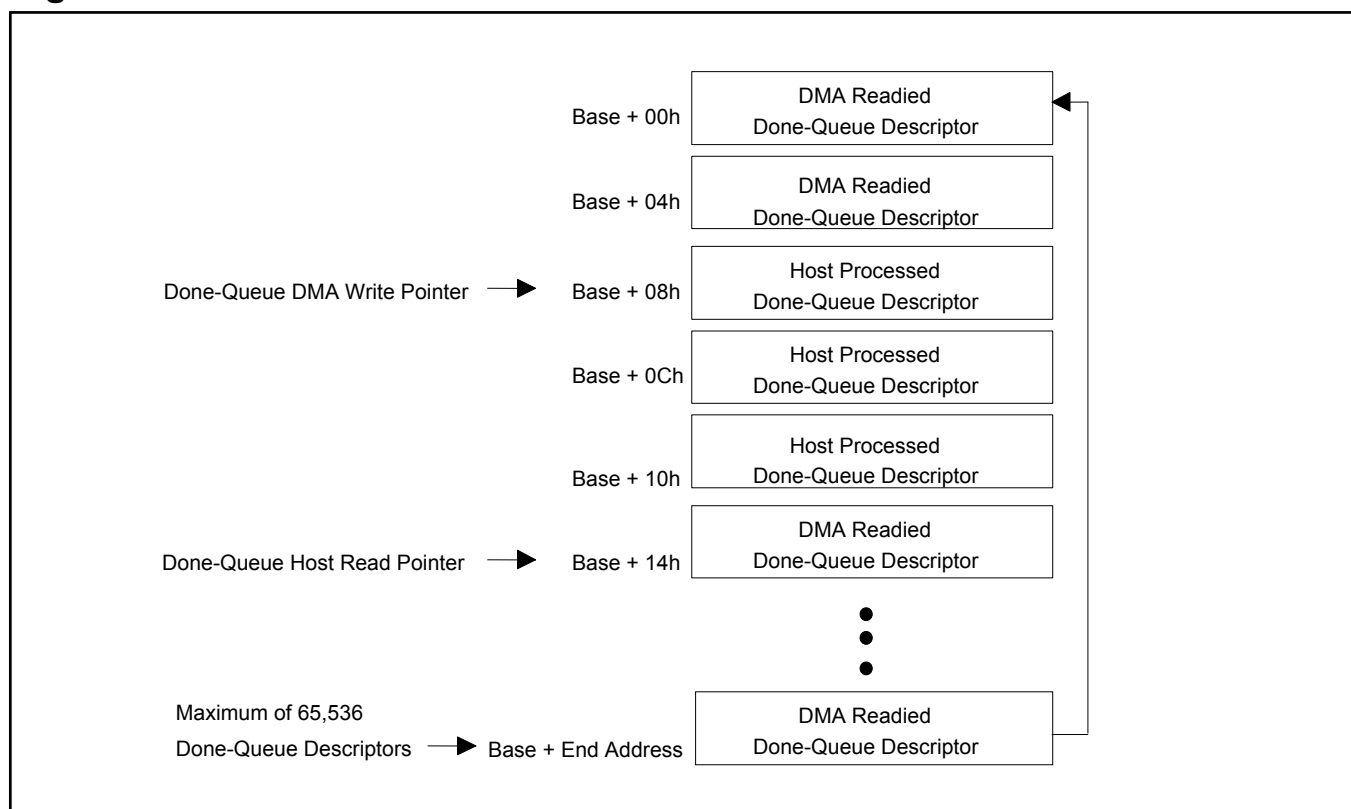 Base + 00h
DMA Readied
Done-Queue Descriptor
Base + 04h
DMA Readied
Done-Queue Descriptor
Done-Queue DMA Write Pointer
Base + 08h
Host Processed
Done-Queue Descriptor
Base + 0Ch
Host Processed
Done-Queue Descriptor
Base + 10h
Host Processed
Done-Queue Descriptor
Done-Queue Host Read Pointer
Base + 14h
DMA Readied
Done-Queue Descriptor
Maximum of 65,536
Done-Queue Descriptors
Base + End Address
DMA Readied
Done-Queue Descriptor